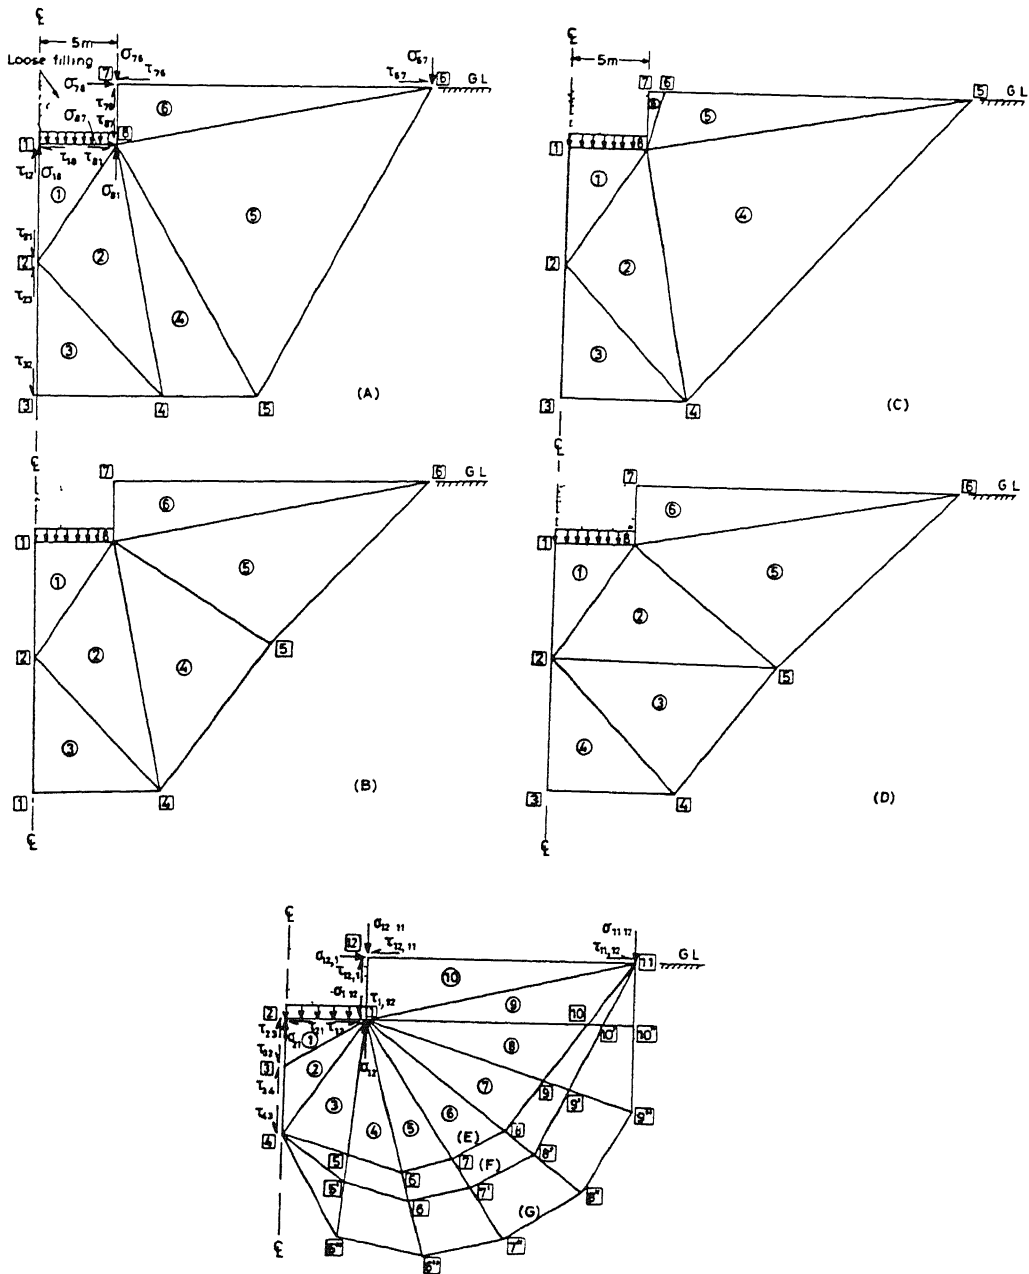 ℄
℄
5m
Loose filling
σ76
7
τ76
σ78
τ78
σ87
τ87
8
1
τ18
τ81
τ12
σ18
σ81
τ21
2
τ23
τ32
3
4
5
σ67
τ67
6
GL
① ② ③ ④ ⑤ ⑥
(A)
5m
7
6
5
GL
1
8
2
3
4
① ② ③ ④ ⑤ ⑥
(C)
℄
℄
7
6
GL
1
8
2
5
1
4
① ② ③ ④ ⑤ ⑥
(B)
℄
℄
7
6
GL
1
8
2
5
3
4
① ② ③ ④ ⑤ ⑥
(D)
℄
℄
σ12 11
12
τ12,11
σ12,1
τ12,1
σ1 12
τ1,12
σ11 12
τ11,12
11
GL
2
1
τ23
σ21
τ21
τ12
σ12
τ32
3
τ34
τ43
4
10
10'
10"
9
9'
9"
8
8'
8"
7
7'
7"
6
6
6"
5
5'
5"
① ② ③ ④ ⑤ ⑥ ⑦ ⑧ ⑨ ⑩
(E)
(F)
(G)
℄